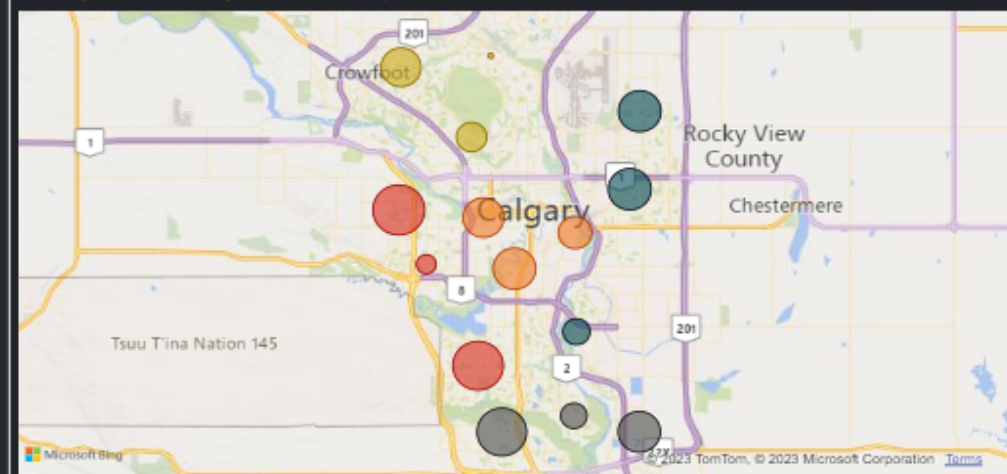 201
Crowfoot
1
Rocky View
County
1
Chestermere
Calgary
8
Tsuu T'ina Nation 145
201
2
Microsoft Bing
© 2023 TomTom, © 2023 Microsoft Corporation Terms